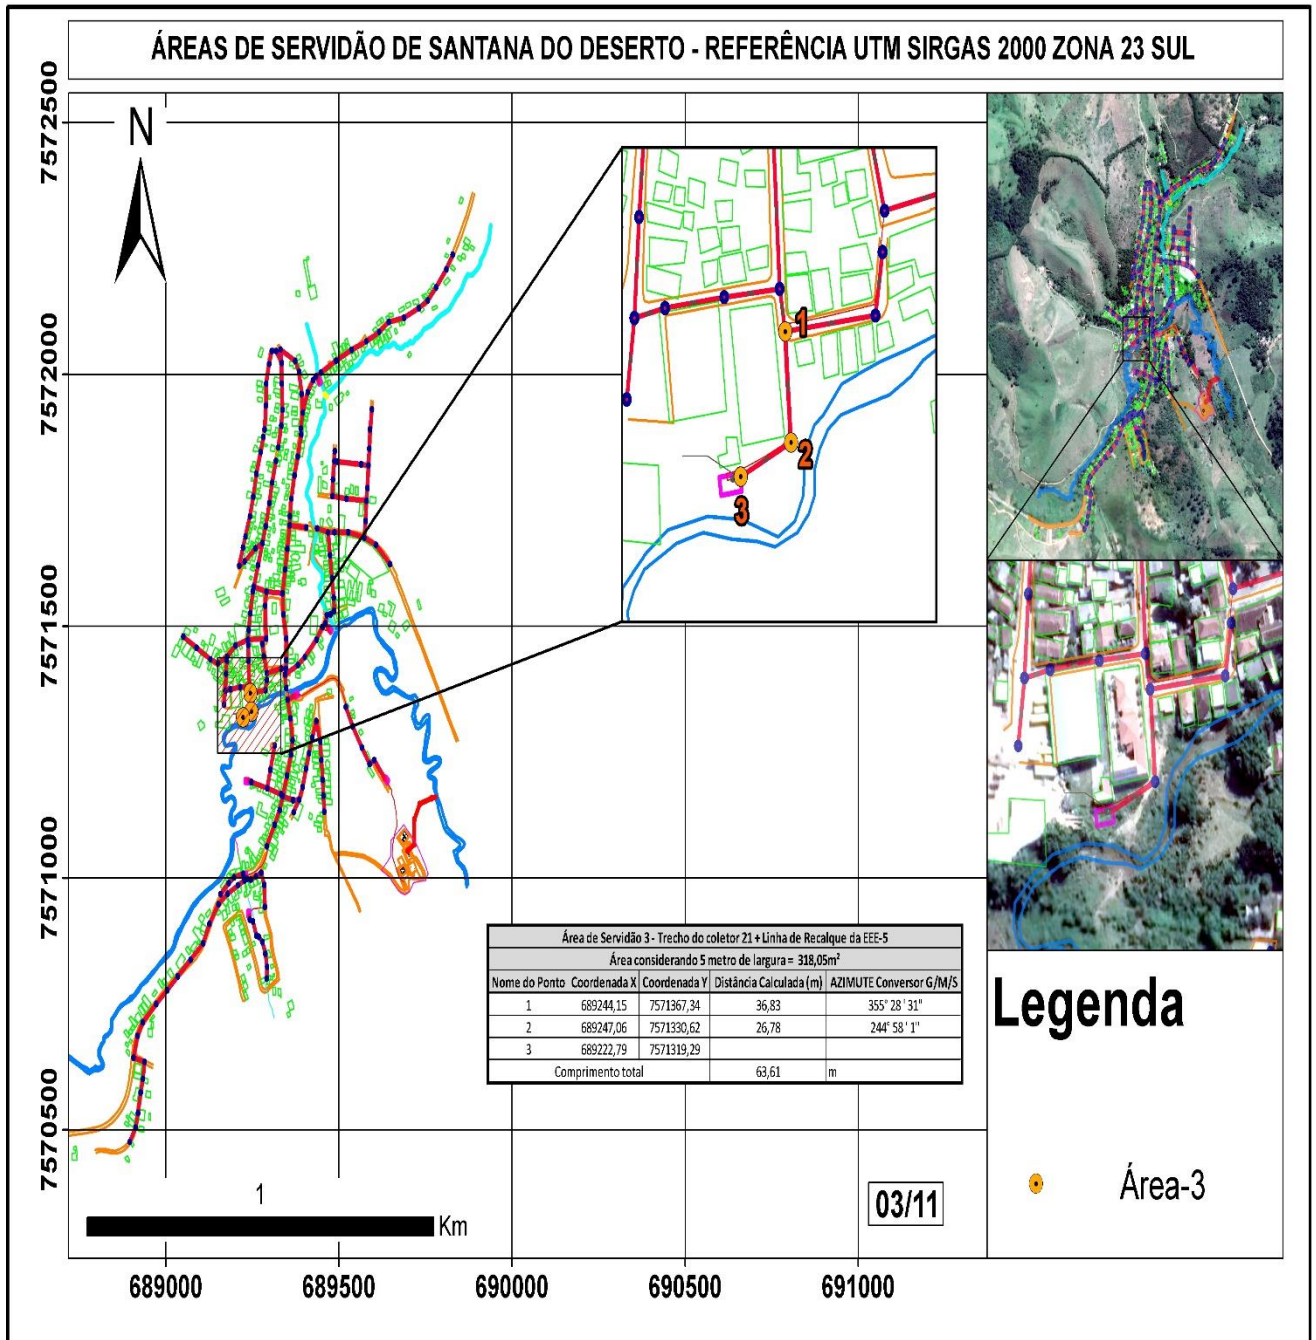 ÁREAS DE SERVIDÃO DE SANTANA DO DESERTO - REFERÊNCIA UTM SIRGAS 2000 ZONA 23 SUL
7572500
7572000
7571500
7571000
7570500
N
1
2
3
Área de Servidão 3 - Trecho do coletor 21 + Linha de Recalque da EEE-5
Área considerando 5 metro de largura = 318,05m²
Nome do Ponto Coordenada X Coordenada Y Distância Calculada (m) AZIMUTE Conversor G/M/S
1 689244,15 7571367,34 36,83 355° 28 ' 31"
2 689247,06 7571330,62 26,78 244° 58 ' 1"
3 689222,79 7571319,29
Comprimento total 63,61 m
Legenda
Área-3
03/11
1
Km
689000 689500 690000 690500 691000